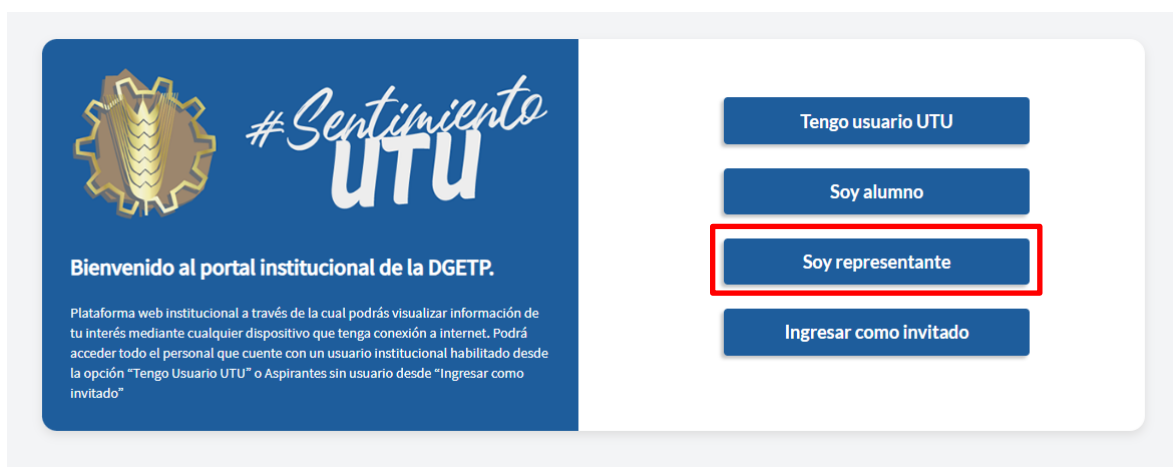 #Sentimiento
UTU
Bienvenido al portal institucional de la DGETP.
Plataforma web institucional a través de la cual podrás visualizar información de
tu interés mediante cualquier dispositivo que tenga conexión a internet. Podrá
acceder todo el personal que cuente con un usuario institucional habilitado desde
la opción “Tengo Usuario UTU” o Aspirantes sin usuario desde “Ingresar como
invitado”
Tengo usuario UTU
Soy alumno
Soy representante
Ingresar como invitado